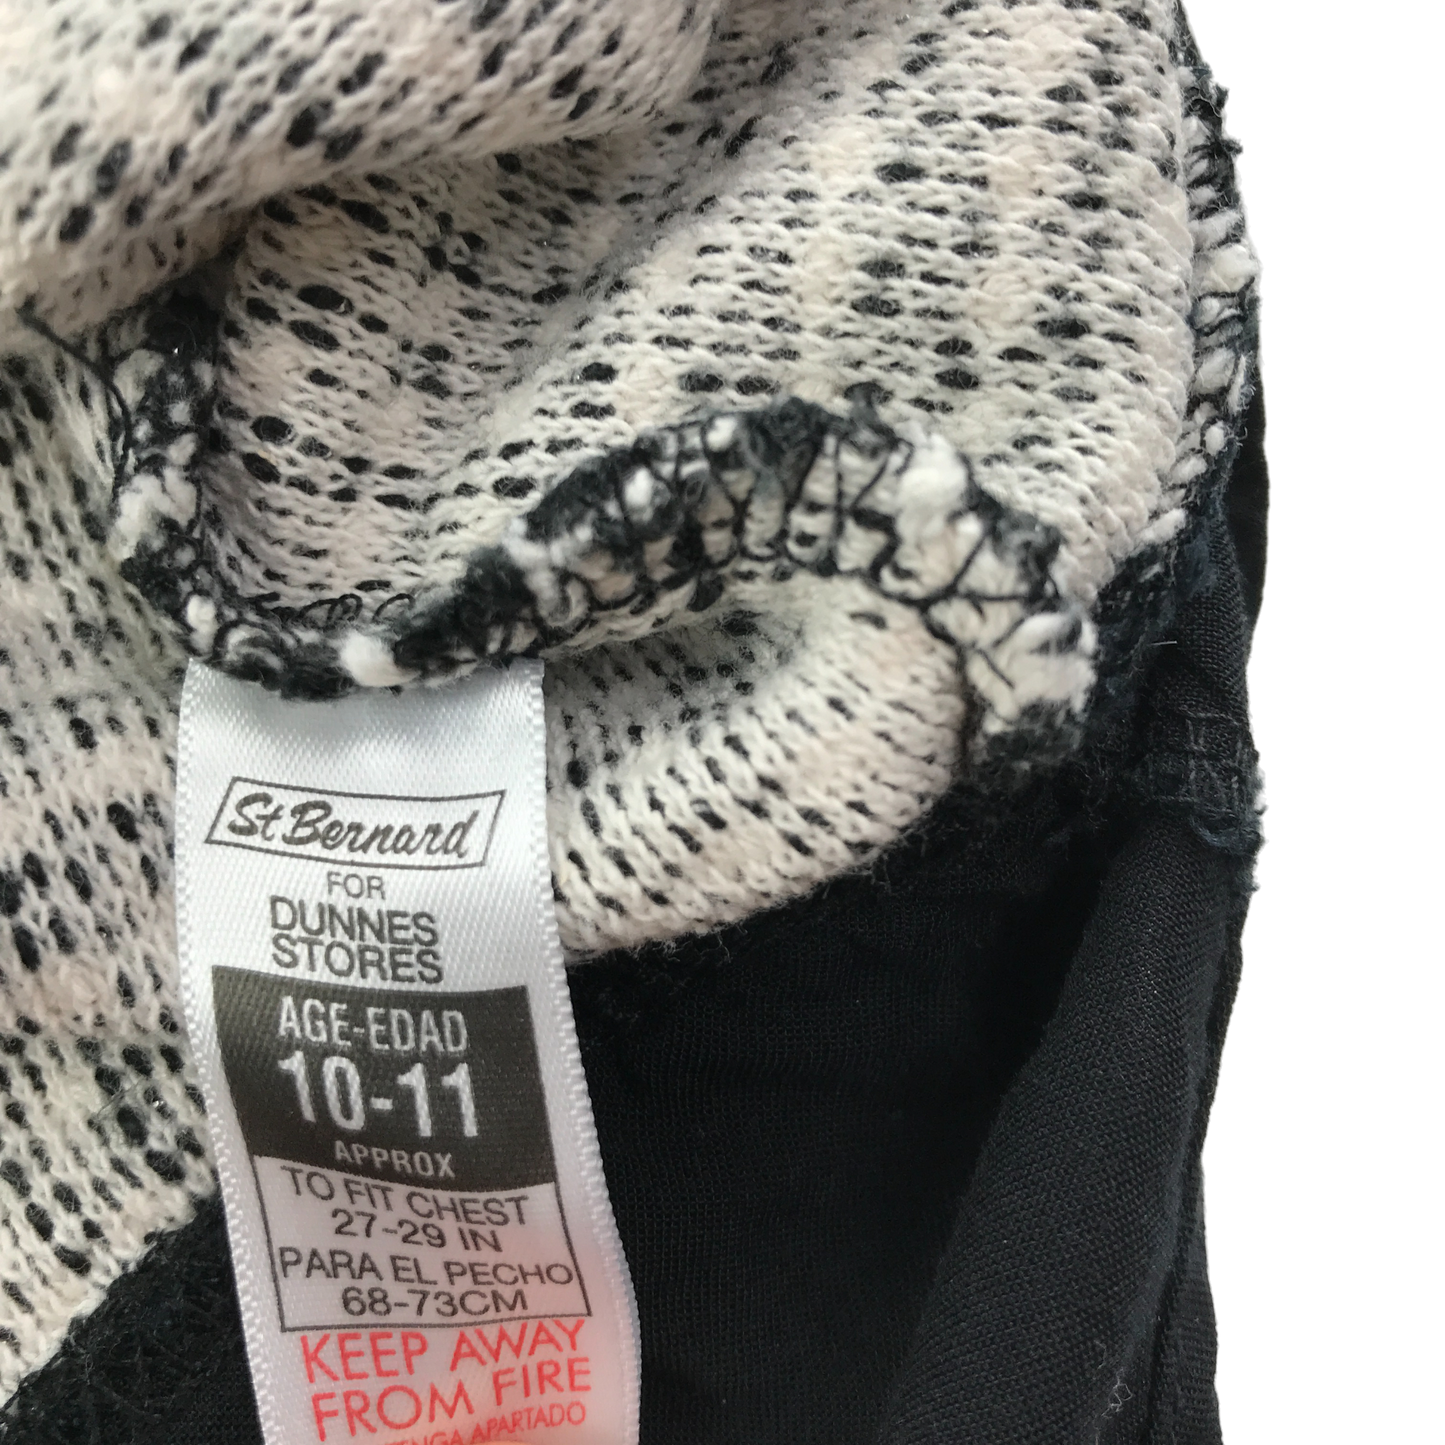 St Bernard
FOR
DUNNES
STORES
AGE-EDAD
10-11
APPROX
TO FIT CHEST
27-29 IN
PARA EL PECHO
68-73CM
KEEP AWAY
FROM FIRE
APARTADO